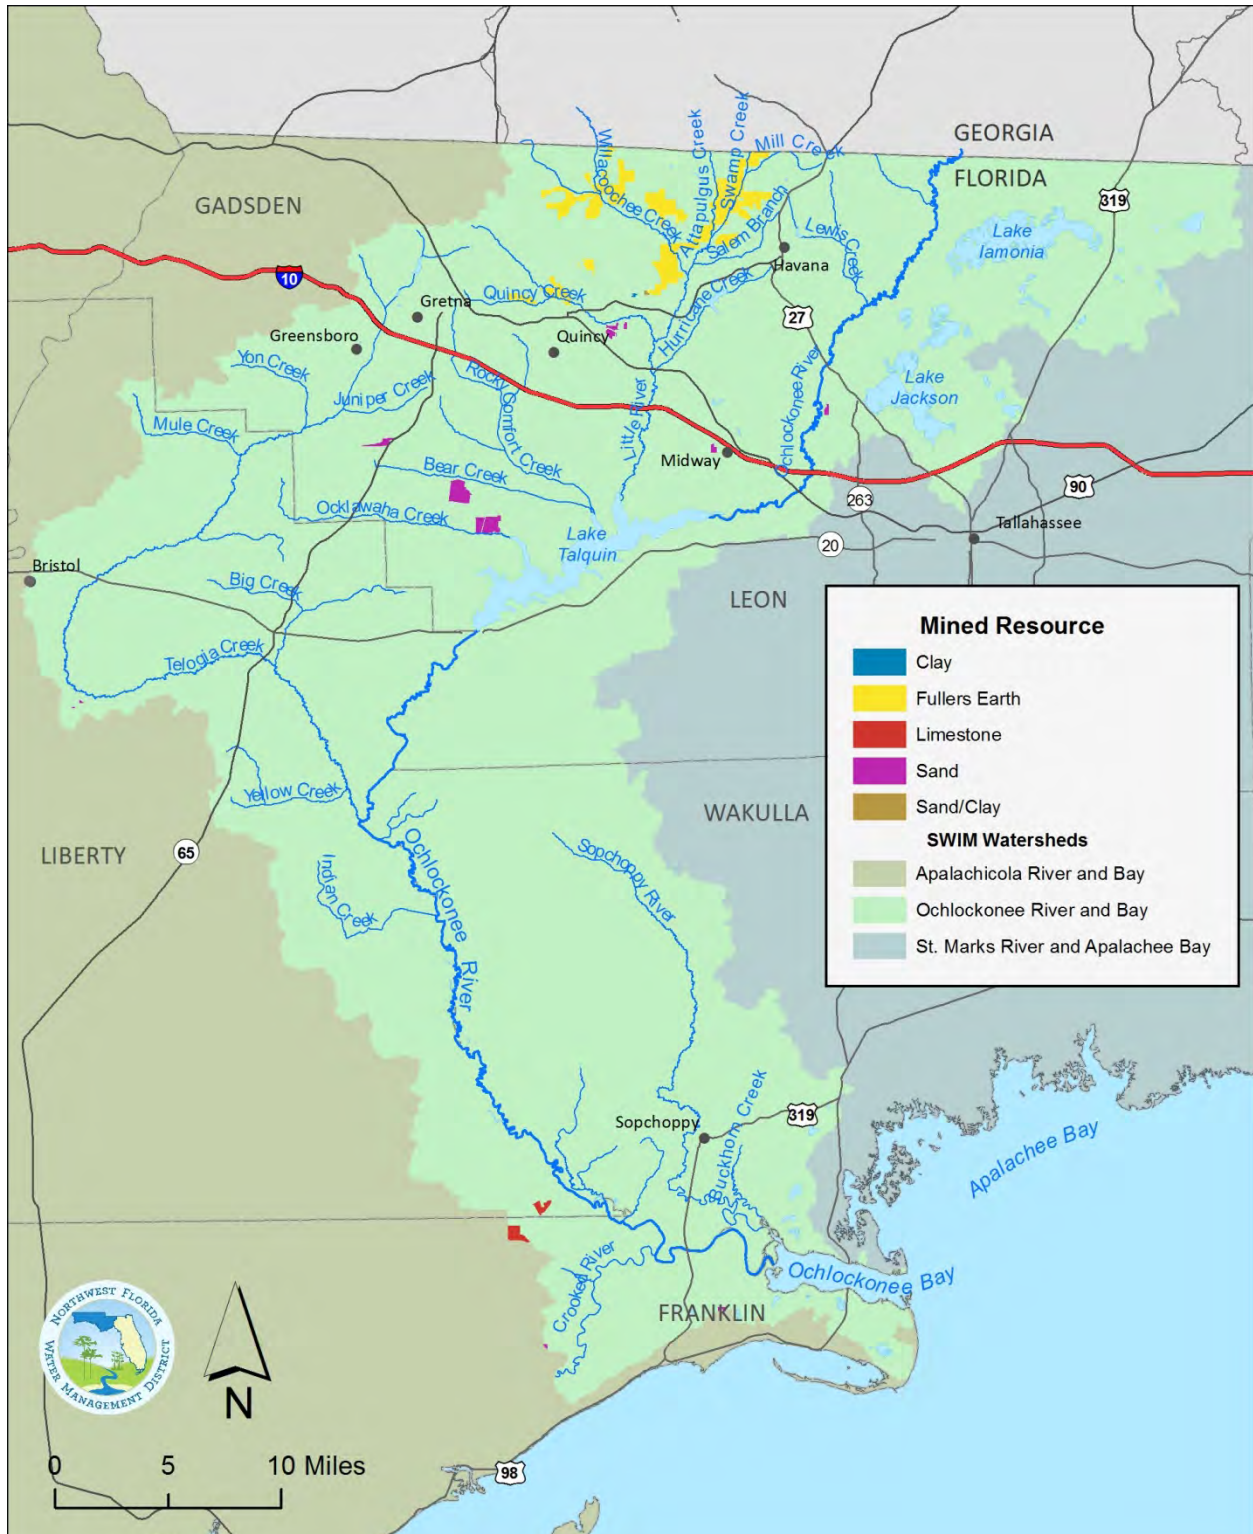 GEORGIA
FLORIDA
GADSDEN
Willacoochee Creek
Attapulgus Creek
Swamp Creek
Mill Creek
Salem Branch
Lewis Creek
Havana
319
Lake
Iamonia
10
Gretna
Quincy Creek
Hurricane Creek
27
Greensboro
Quincy
Yon Creek
Juniper Creek
Rocky Comfort Creek
Little River
Ochlockonee River
Lake
Jackson
Mule Creek
Bear Creek
Midway
263
90
Ocklawaha Creek
Lake
Talquin
20
Tallahassee
Bristol
Big Creek
LEON
Telogia Creek
Mined Resource
Clay
Fullers Earth
Limestone
Sand
Sand/Clay
SWIM Watersheds
Apalachicola River and Bay
Ochlockonee River and Bay
St. Marks River and Apalachee Bay
Yellow Creek
WAKULLA
LIBERTY
65
Indian Creek
Ochlockonee River
Sopchoppy River
Sopchoppy
Buckhorn Creek
319
Apalachee Bay
Crooked River
Ochlockonee Bay
FRANKLIN
NORTHWEST FLORIDA
WATER MANAGEMENT DISTRICT
N
0 5 10 Miles
98